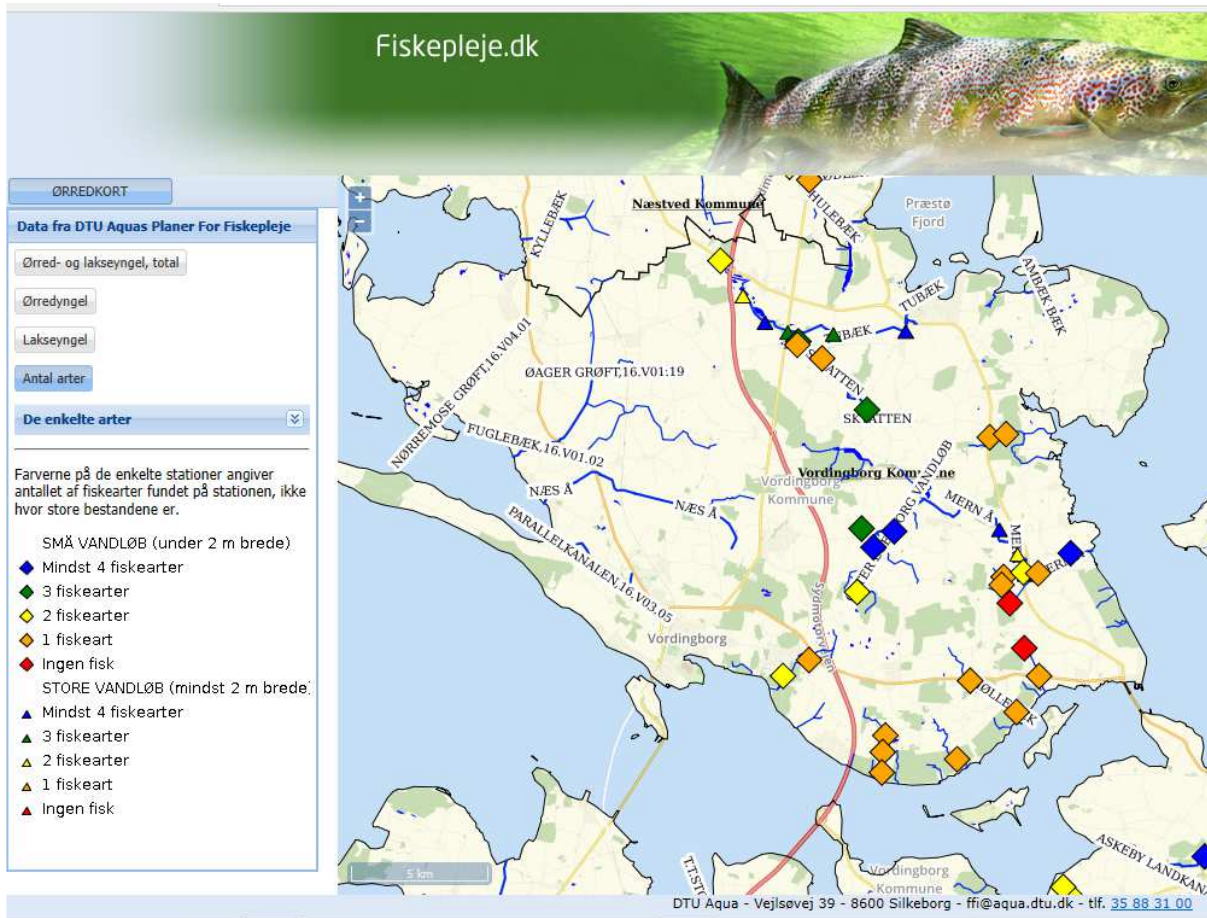 Fiskepleje.dk
ØRREDKORT
Data fra DTU Aquas Planer For Fiskepleje
Ørred- og lakseyngel, total
Ørredyngel
Lakseyngel
Antal arter
De enkelte arter
Farverne på de enkelte stationer angiver
antallet af fiskearter fundet på stationen, ikke
hvor store bestandene er.
SMÅ VANDLØB (under 2 m brede)
Mindst 4 fiskearter
3 fiskearter
2 fiskearter
1 fiskeart
Ingen fisk
STORE VANDLØB (mindst 2 m brede)
Mindst 4 fiskearter
3 fiskearter
2 fiskearter
1 fiskeart
Ingen fisk
+
−
KYLLEBÆK
Næstved Kommune
HULEBÆK
Præstø
Fjord
AMBÆK BÆK
TUBÆK
BÆK
NØRREMOSE GRØFT,16.V04.01
ØAGER GRØFT,16.V01:19
FUGLEBÆK,16.V01.02
NÆS Å
NÆS Å
PARALLELKANALEN,16.V03.05
Vordingborg Kommune
Vordingborg
Kommune
MERN Å
Sydmotorvejen
Vordingborg
5 km
Vordingborg
Kommune
ASKEBY LANDKANA
DTU Aqua - Vejlsøvej 39 - 8600 Silkeborg - ffi@aqua.dtu.dk - tlf. 35 88 31 00